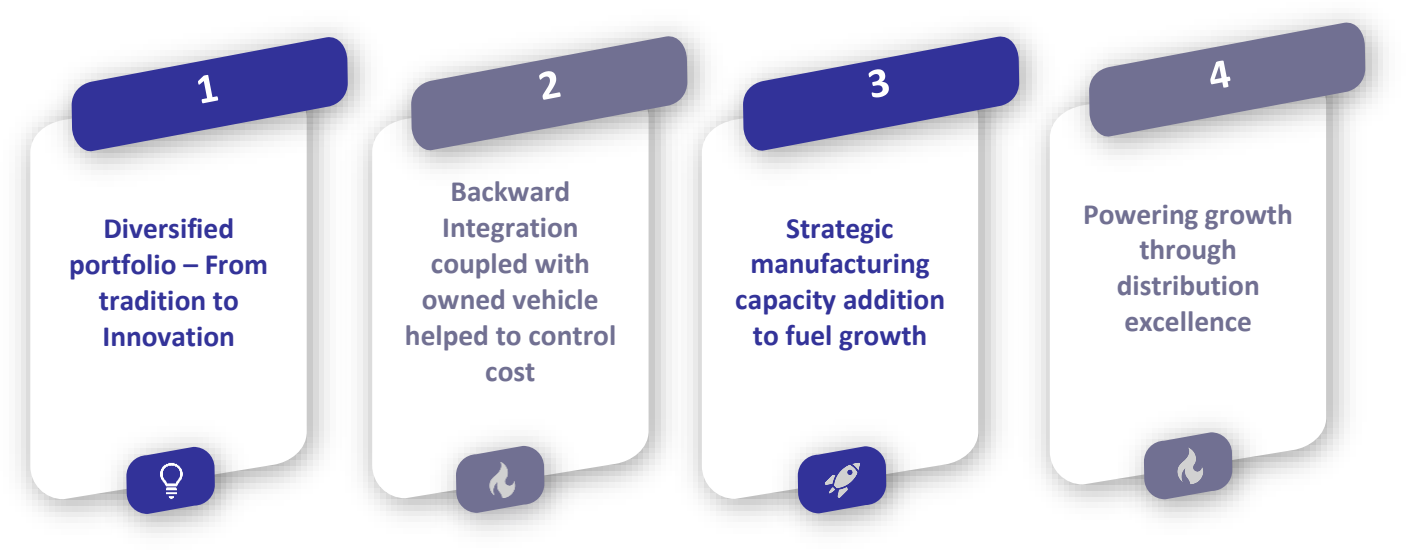 1
Diversified
portfolio – From
tradition to
Innovation
2
Backward
Integration
coupled with
owned vehicle
helped to control
cost
3
Strategic
manufacturing
capacity addition
to fuel growth
4
Powering growth
through
distribution
excellence